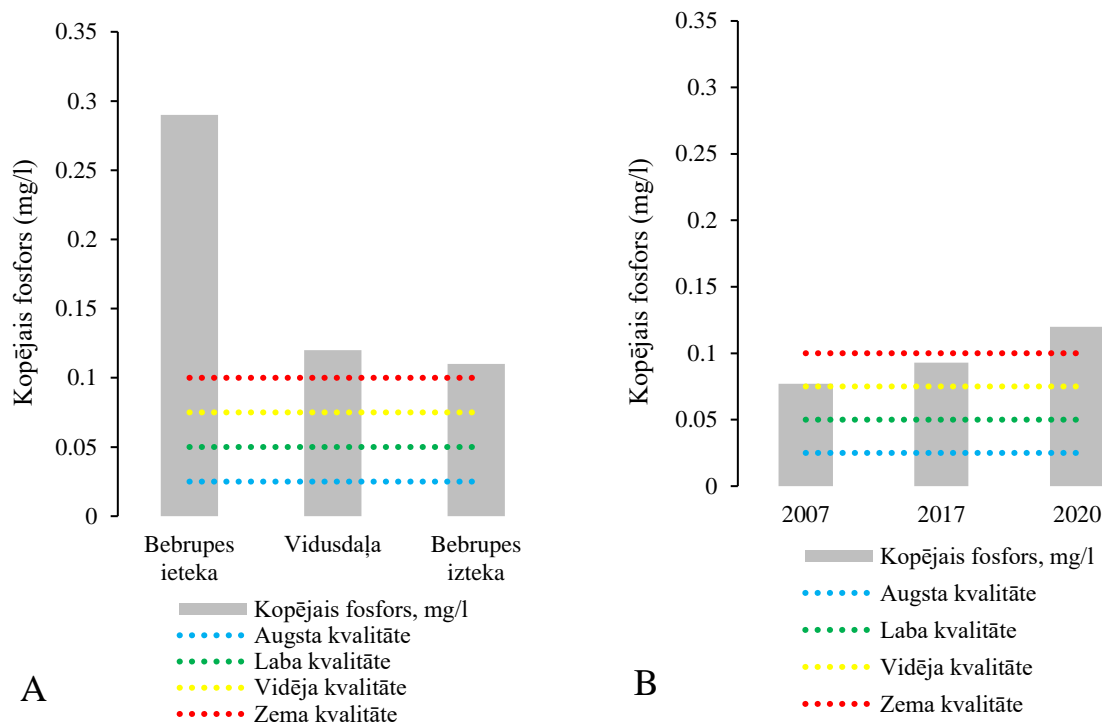 Kopējais fosfors (mg/l)
0.35
0.3
0.25
0.2
0.15
0.1
0.05
0
Bebrupes
ieteka
Vidusdaļa
Bebrupes
izteka
Kopējais fosfors, mg/l
Augsta kvalitāte
Laba kvalitāte
Vidēja kvalitāte
Zema kvalitāte
A
Kopējais fosfors (mg/l)
0.35
0.3
0.25
0.2
0.15
0.1
0.05
0
2007
2017
2020
Kopējais fosfors, mg/l
Augsta kvalitāte
Laba kvalitāte
Vidēja kvalitāte
Zema kvalitāte
B